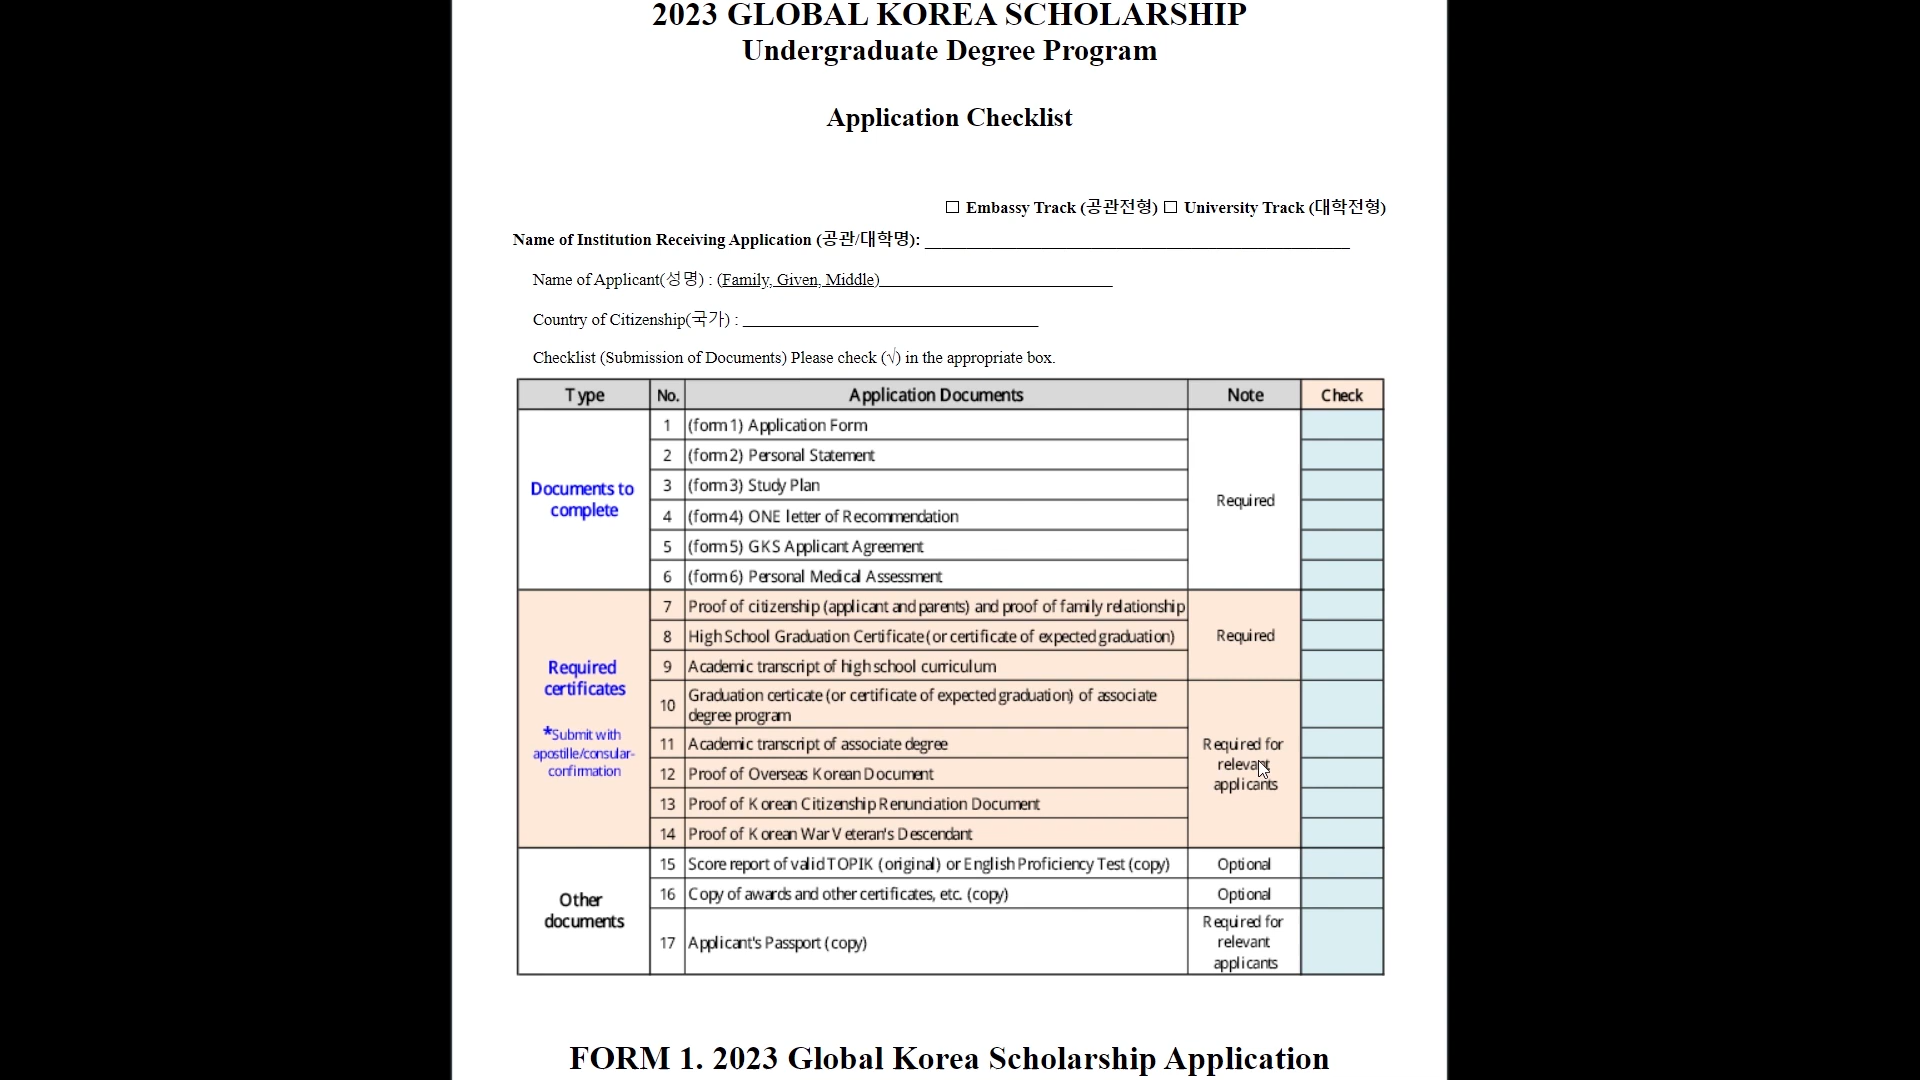 2023 GLOBAL KOREA SCHOLARSHIP
Undergraduate Degree Program
Application Checklist
☐ Embassy Track (공관전형) ☐ University Track (대학전형)
Name of Institution Receiving Application (공관/대학명): ____________________
Name of Applicant(성명) : (Family, Given, Middle)____________________
Country of Citizenship(국가) : ____________________
Checklist (Submission of Documents) Please check (√) in the appropriate box.
Type No. Application Documents Note Check
Documents to
complete
1 (form 1) Application Form
2 (form 2) Personal Statement
3 (form 3) Study Plan
4 (form 4) ONE letter of Recommendation
5 (form 5) GKS Applicant Agreement
6 (form 6) Personal Medical Assessment
Required
Required
certificates
*Submit with
apostille/consular-
confirmation
7 Proof of citizenship (applicant and parents) and proof of family relationship
8 High School Graduation Certificate (or certificate of expected graduation)
9 Academic transcript of high school curriculum
Required
10 Graduation certicate (or certificate of expected graduation) of associate
degree program
11 Academic transcript of associate degree
12 Proof of Overseas Korean Document
13 Proof of Korean Citizenship Renunciation Document
14 Proof of Korean War Veteran's Descendant
Required for
relevant
applicants
Other
documents
15 Score report of valid TOPIK (original) or English Proficiency Test (copy) Optional
16 Copy of awards and other certificates, etc. (copy) Optional
17 Applicant's Passport (copy)
Required for
relevant
applicants
FORM 1. 2023 Global Korea Scholarship Application